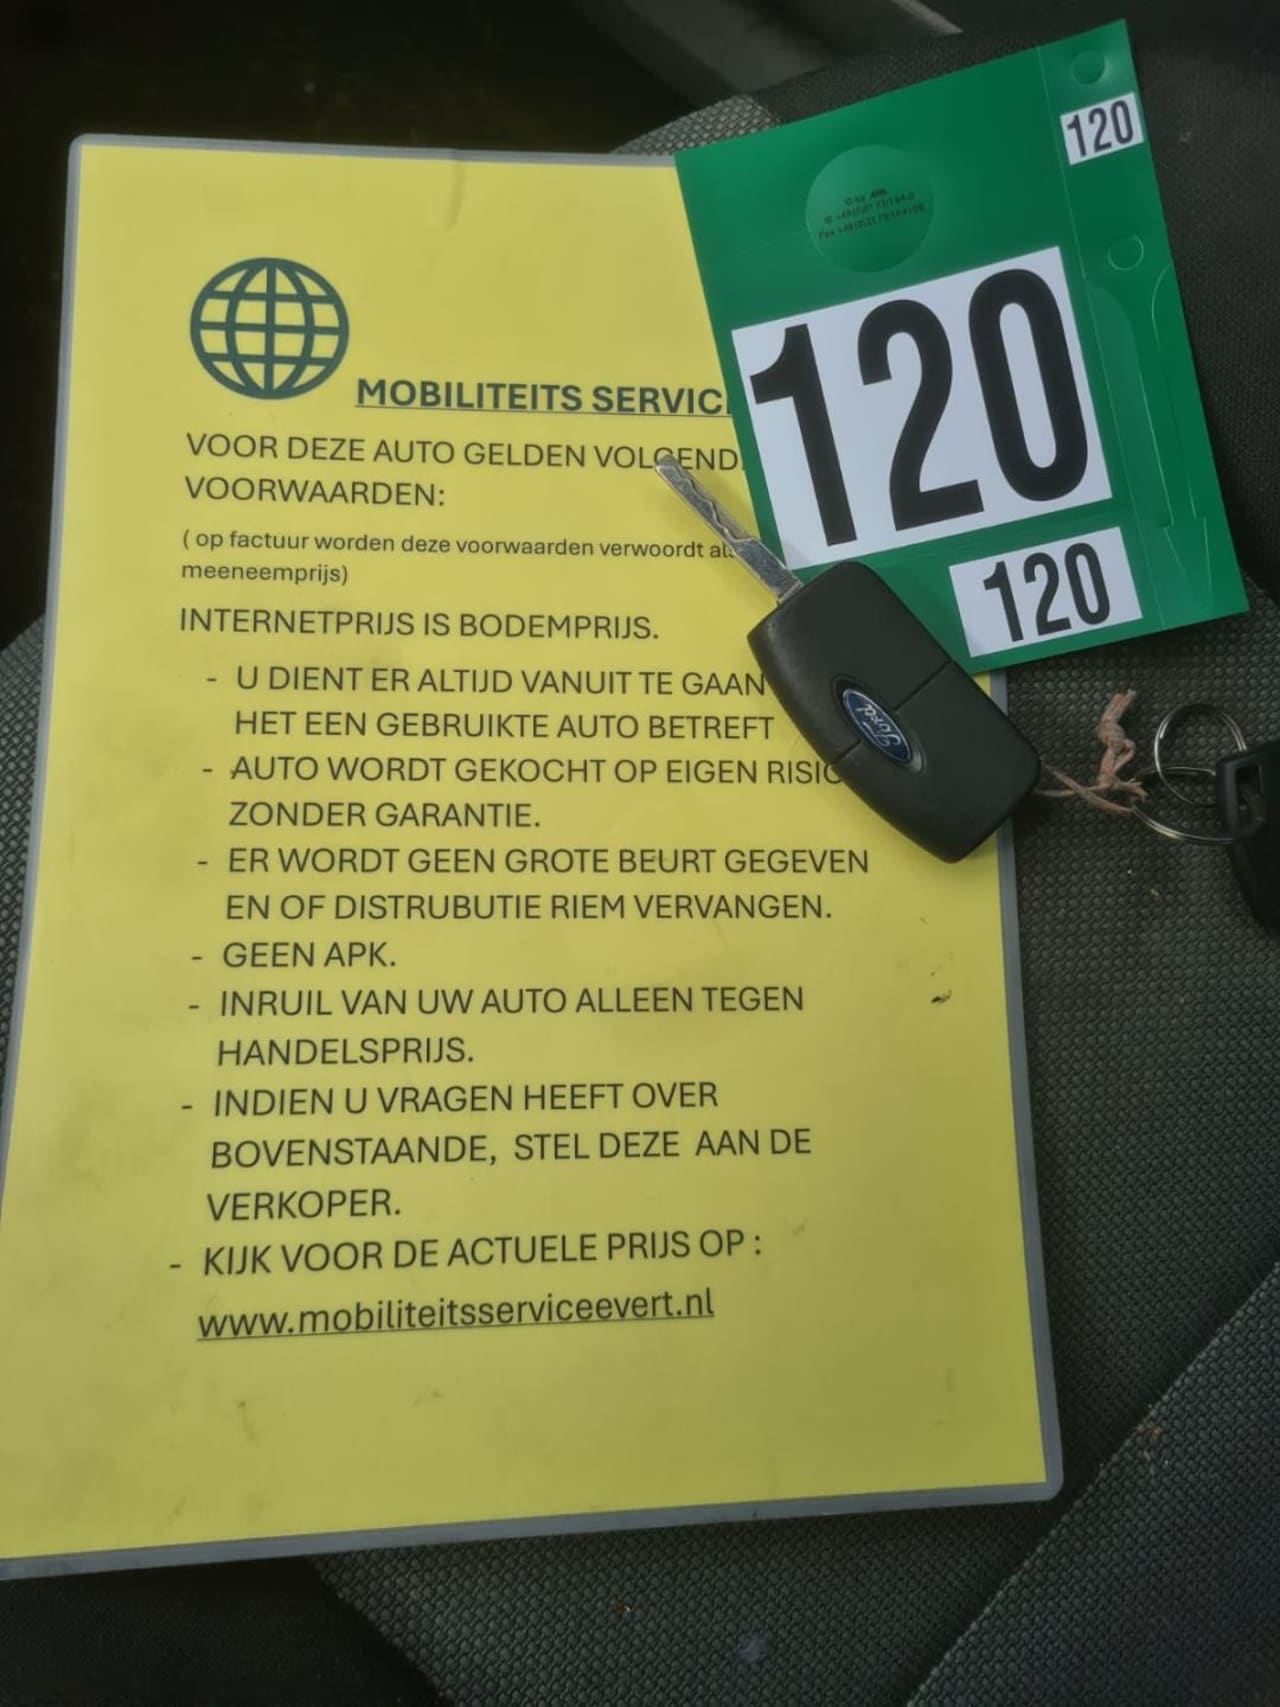 120
120
120
MOBILITEITS SERVIC
VOOR DEZE AUTO GELDEN VOLGEND
VOORWAARDEN:
( op factuur worden deze voorwaarden verwoordt als
meeneemprijs)
INTERNETPRIJS IS BODEMPRIJS.
- U DIENT ER ALTIJD VANUIT TE GAAN
HET EEN GEBRUIKTE AUTO BETREFT
- AUTO WORDT GEKOCHT OP EIGEN RISIC
ZONDER GARANTIE.
- ER WORDT GEEN GROTE BEURT GEGEVEN
EN OF DISTRUBUTIE RIEM VERVANGEN.
- GEEN APK.
- INRUIL VAN UW AUTO ALLEEN TEGEN
HANDELSPRIJS.
- INDIEN U VRAGEN HEEFT OVER
BOVENSTAANDE, STEL DEZE AAN DE
VERKOPER.
- KIJK VOOR DE ACTUELE PRIJS OP :
www.mobiliteitsserviceevert.nl
Ford